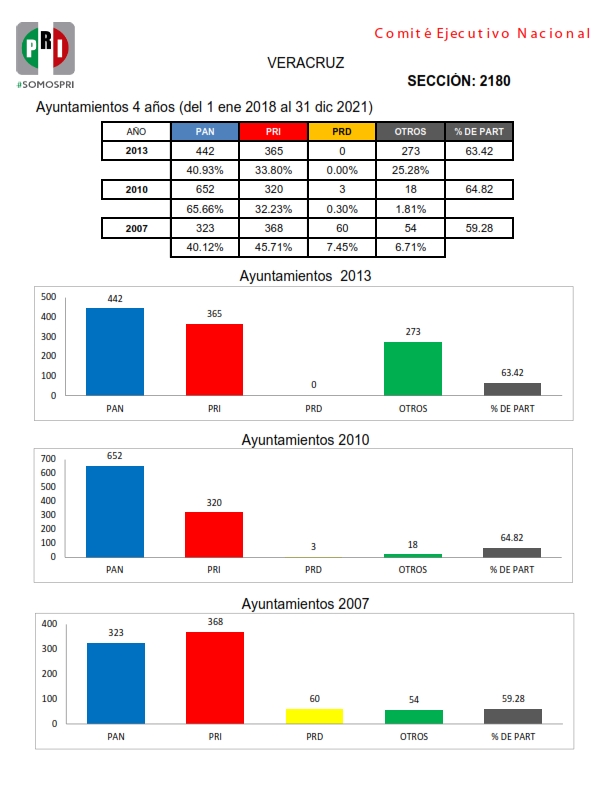 PRI
#SOMOSPRI
Comité Ejecutivo Nacional
VERACRUZ
SECCIÓN: 2180
Ayuntamientos 4 años (del 1 ene 2018 al 31 dic 2021)
AÑO PAN PRI PRD OTROS % DE PART
2013 442 365 0 273 63.42
40.93% 33.80% 0.00% 25.28%
2010 652 320 3 18 64.82
65.66% 32.23% 0.30% 1.81%
2007 323 368 60 54 59.28
40.12% 45.71% 7.45% 6.71%
Ayuntamientos 2013
500
400
300
200
100
0
442 365 0 273 63.42
PAN PRI PRD OTROS % DE PART
Ayuntamientos 2010
700
600
500
400
300
200
100
0
652 320 3 18 64.82
PAN PRI PRD OTROS % DE PART
Ayuntamientos 2007
400
300
200
100
0
323 368 60 54 59.28
PAN PRI PRD OTROS % DE PART